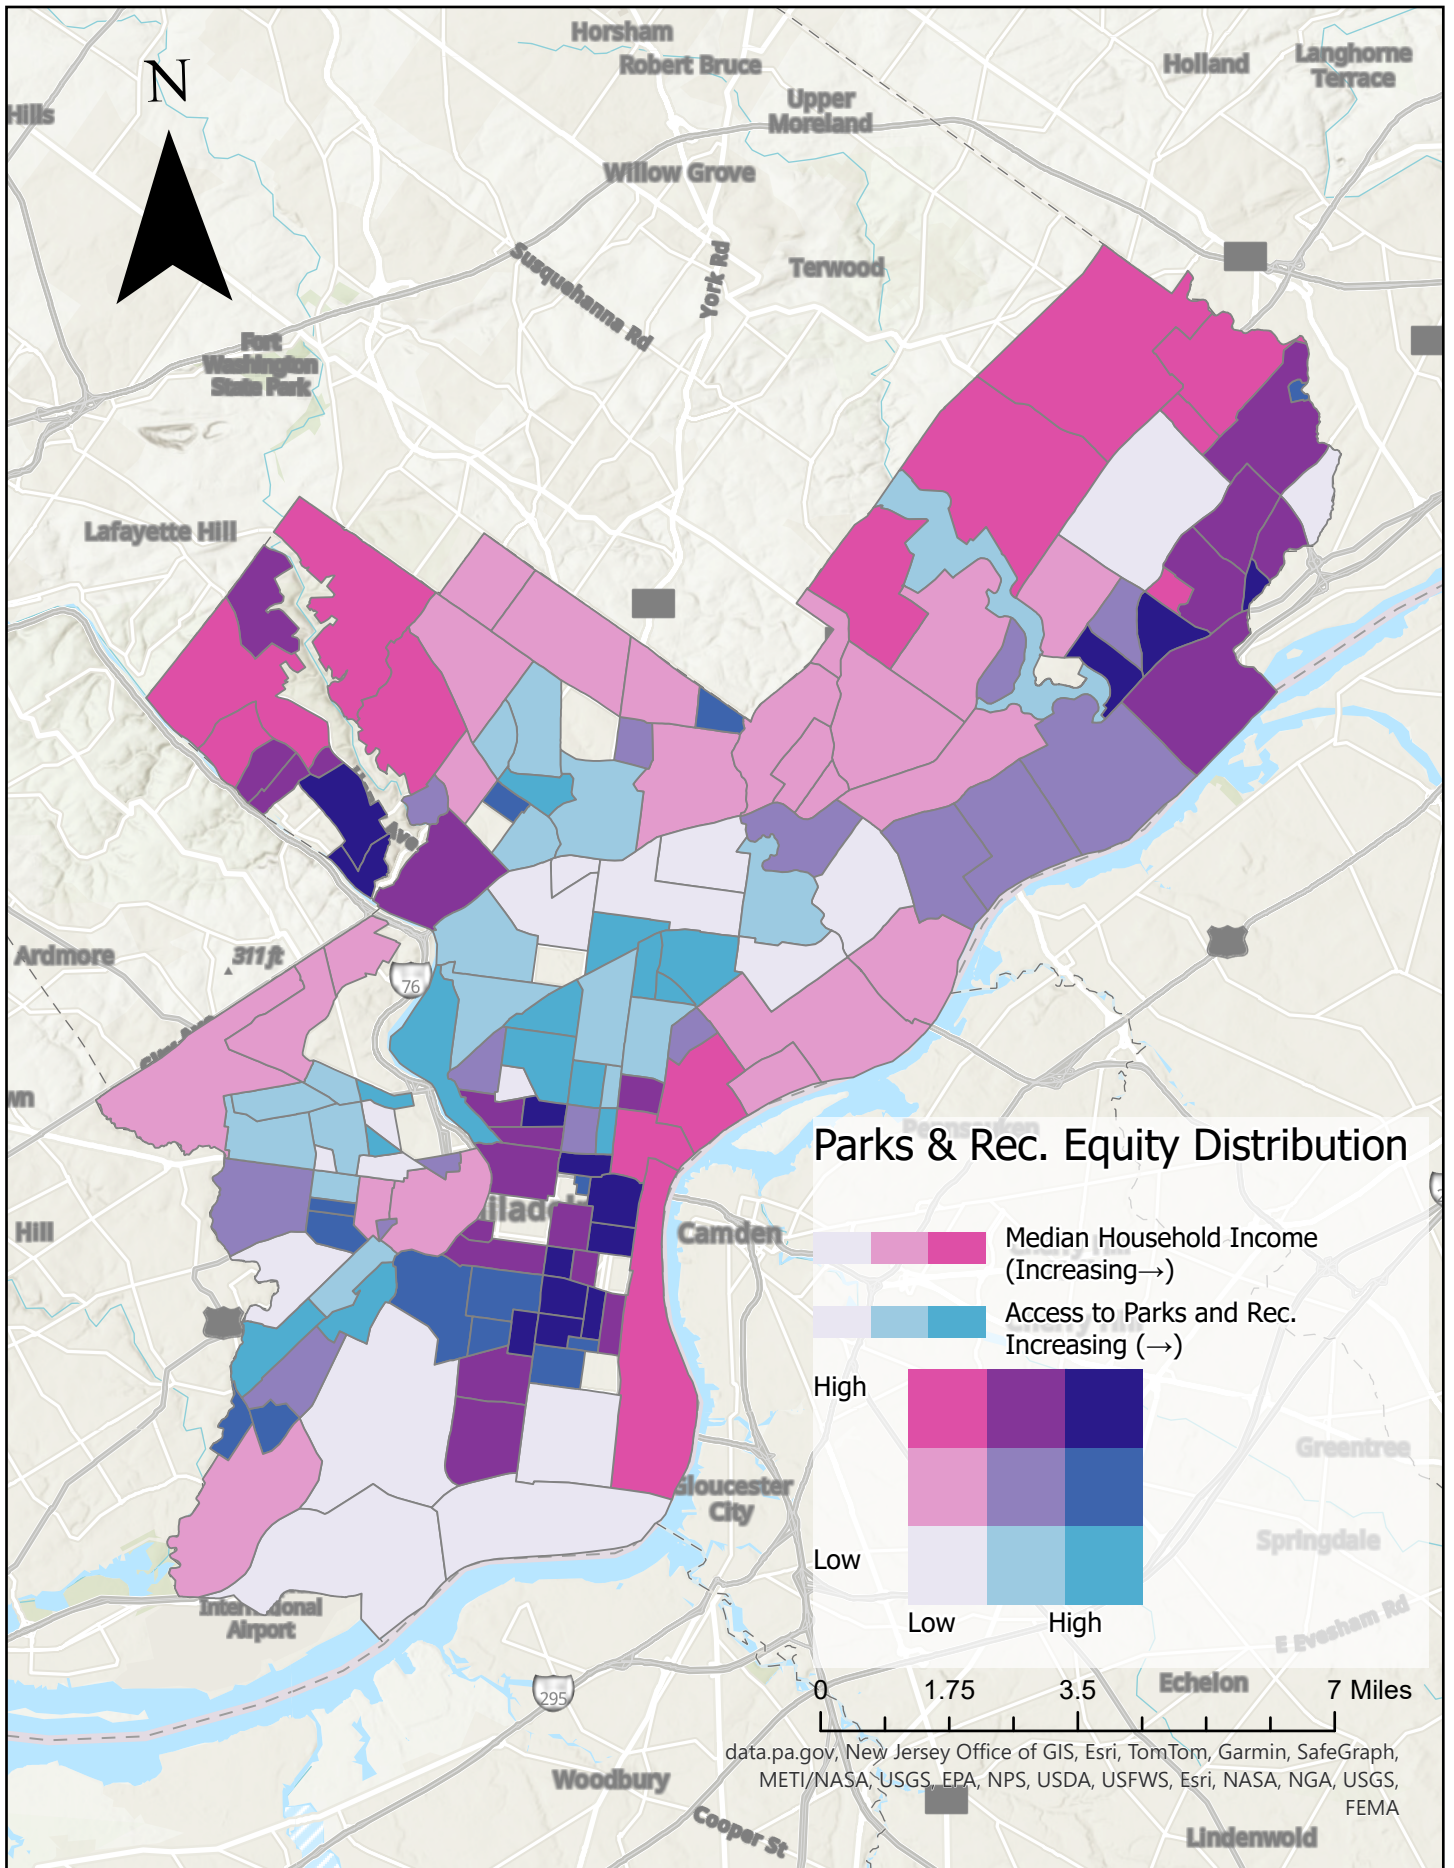 Horsham
Robert Bruce
Holland
Langhorne
Terrace
N
Hills
Upper
Moreland
Willow Grove
Susquehanna Rd
York Rd
Terwood
Fort
Washington
State Park
Lafayette Hill
Ave
Ardmore
311ft
76
Hill
Camden
Pennsauken
Parks & Rec. Equity Distribution
Median Household Income
(Increasing→)
Access to Parks and Rec.
Increasing (→)
High
Low
Low
High
Greentree
Springdale
E Evesham Rd
Echelon
Gloucester
City
International
Airport
295
0
1.75
3.5
7 Miles
data.pa.gov, New Jersey Office of GIS, Esri, TomTom, Garmin, SafeGraph,
METI/NASA, USGS, EPA, NPS, USDA, USFWS, Esri, NASA, NGA, USGS,
FEMA
Woodbury
Cooper St
Lindenwold